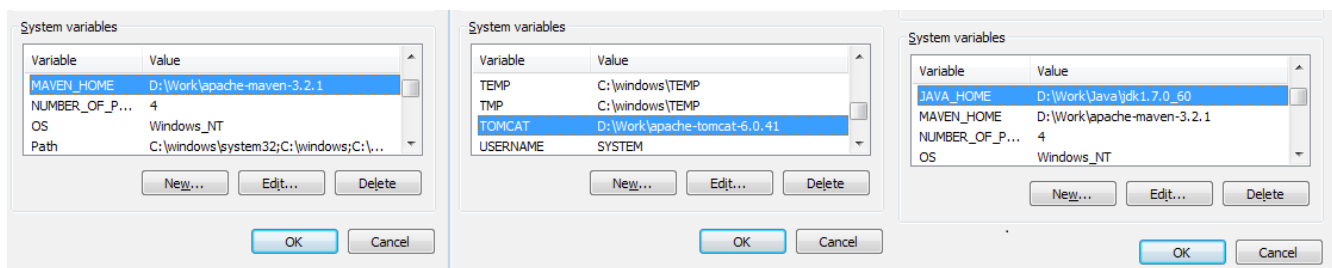 System variables
Variable Value
MAVEN_HOME D:\Work\apache-maven-3.2.1
NUMBER_OF_P... 4
OS Windows_NT
Path C:\windows\system32;C:\windows;C:\...
New... Edit... Delete
OK Cancel
System variables
Variable Value
TEMP C:\windows\TEMP
TMP C:\windows\TEMP
TOMCAT D:\Work\apache-tomcat-6.0.41
USERNAME SYSTEM
New... Edit... Delete
OK Cancel
System variables
Variable Value
JAVA_HOME D:\Work\Java\jdk1.7.0_60
MAVEN_HOME D:\Work\apache-maven-3.2.1
NUMBER_OF_P... 4
OS Windows_NT
New... Edit... Delete
OK Cancel